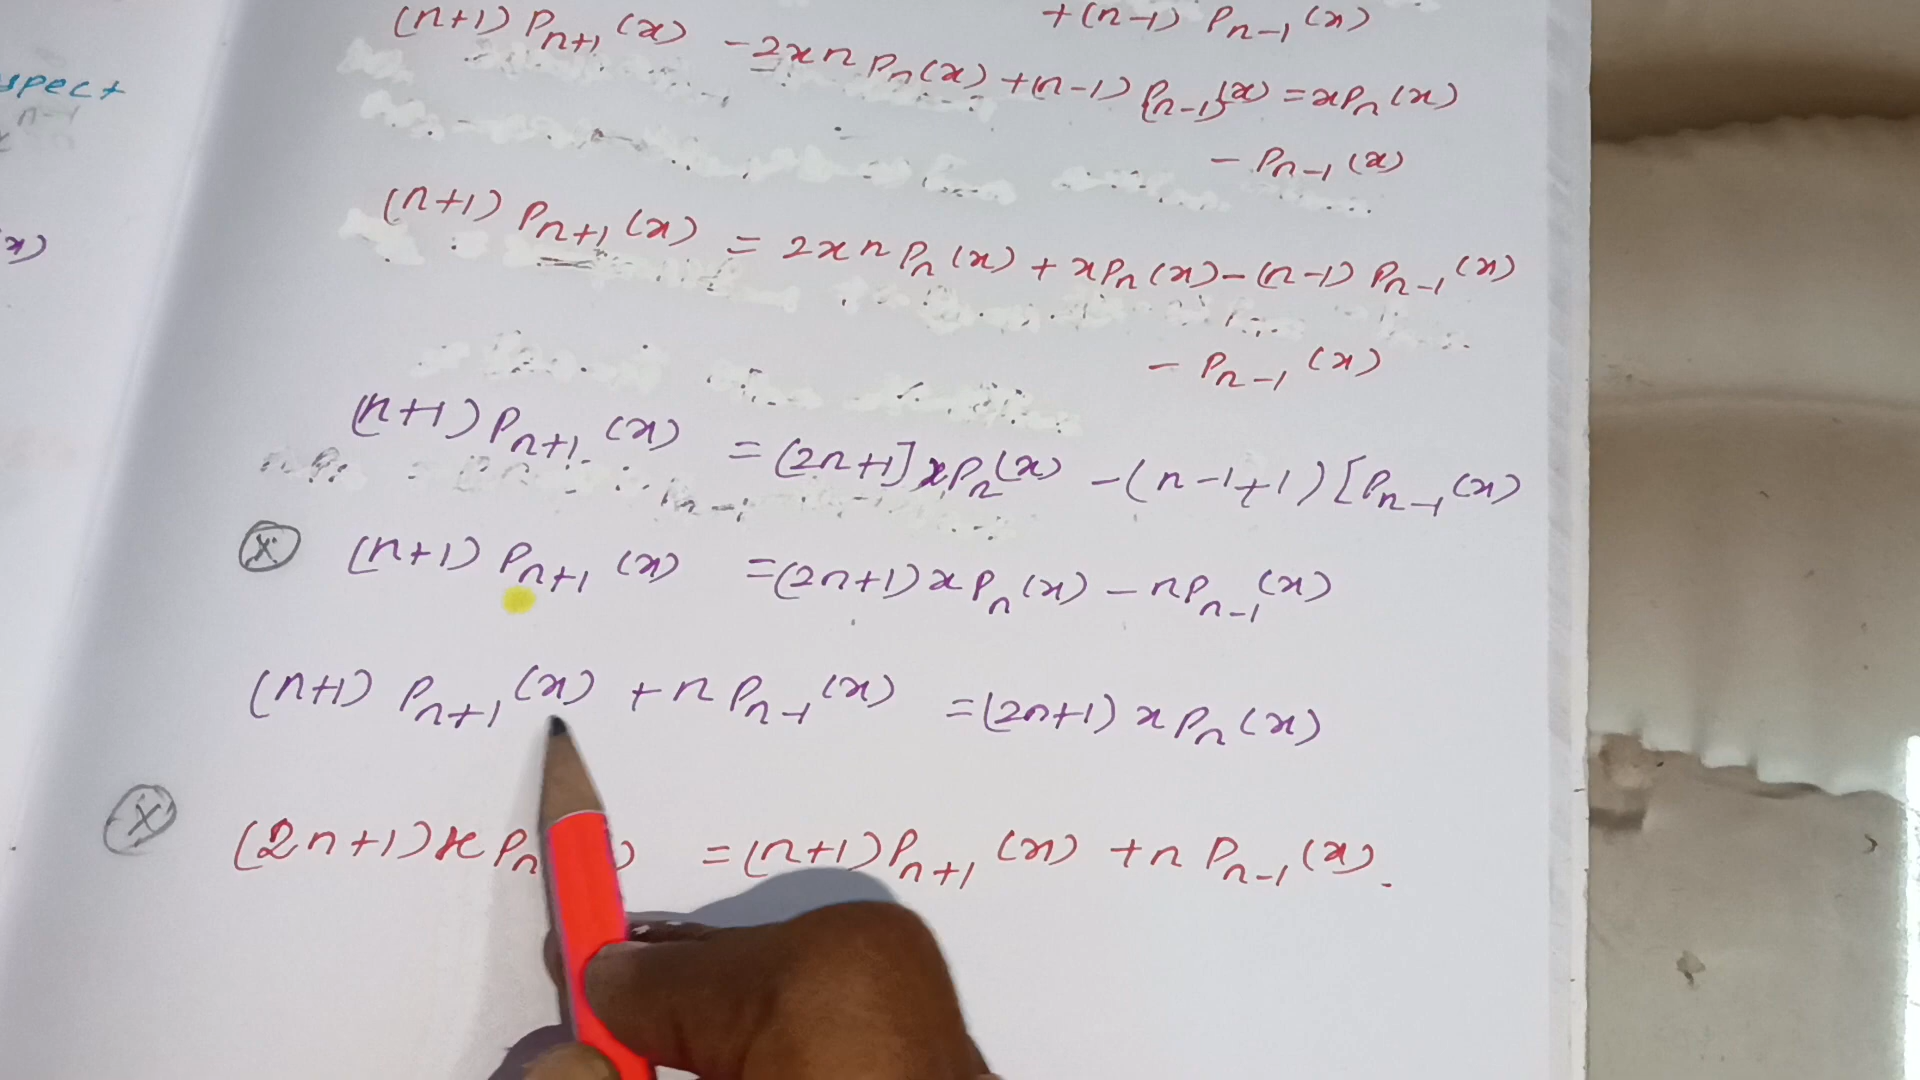 +(n-1) Pn-1 (x)
(n+1) Pn+1 (x) -2xn Pn(x) +(n-1) Pn-1(x) = xPn (x)
- Pn-1 (x)
(n+1) Pn+1 (x) = 2xn Pn (x) + xPn (x) - (n-1) Pn-1 (x)
- Pn-1 (x)
(n+1) Pn+1 (x) = (2n+1] xPn(x) - (n-1+1) [Pn-1 (x)
(n+1) Pn+1 (x) = (2n+1) x Pn (x) - nPn-1 (x)
(n+1) Pn+1 (x) + n Pn-1 (x) = (2n+1) x Pn (x)
(2n+1) x Pn ) = (n+1) Pn+1 (x) + n Pn-1 (x).
spect
n-1
x)